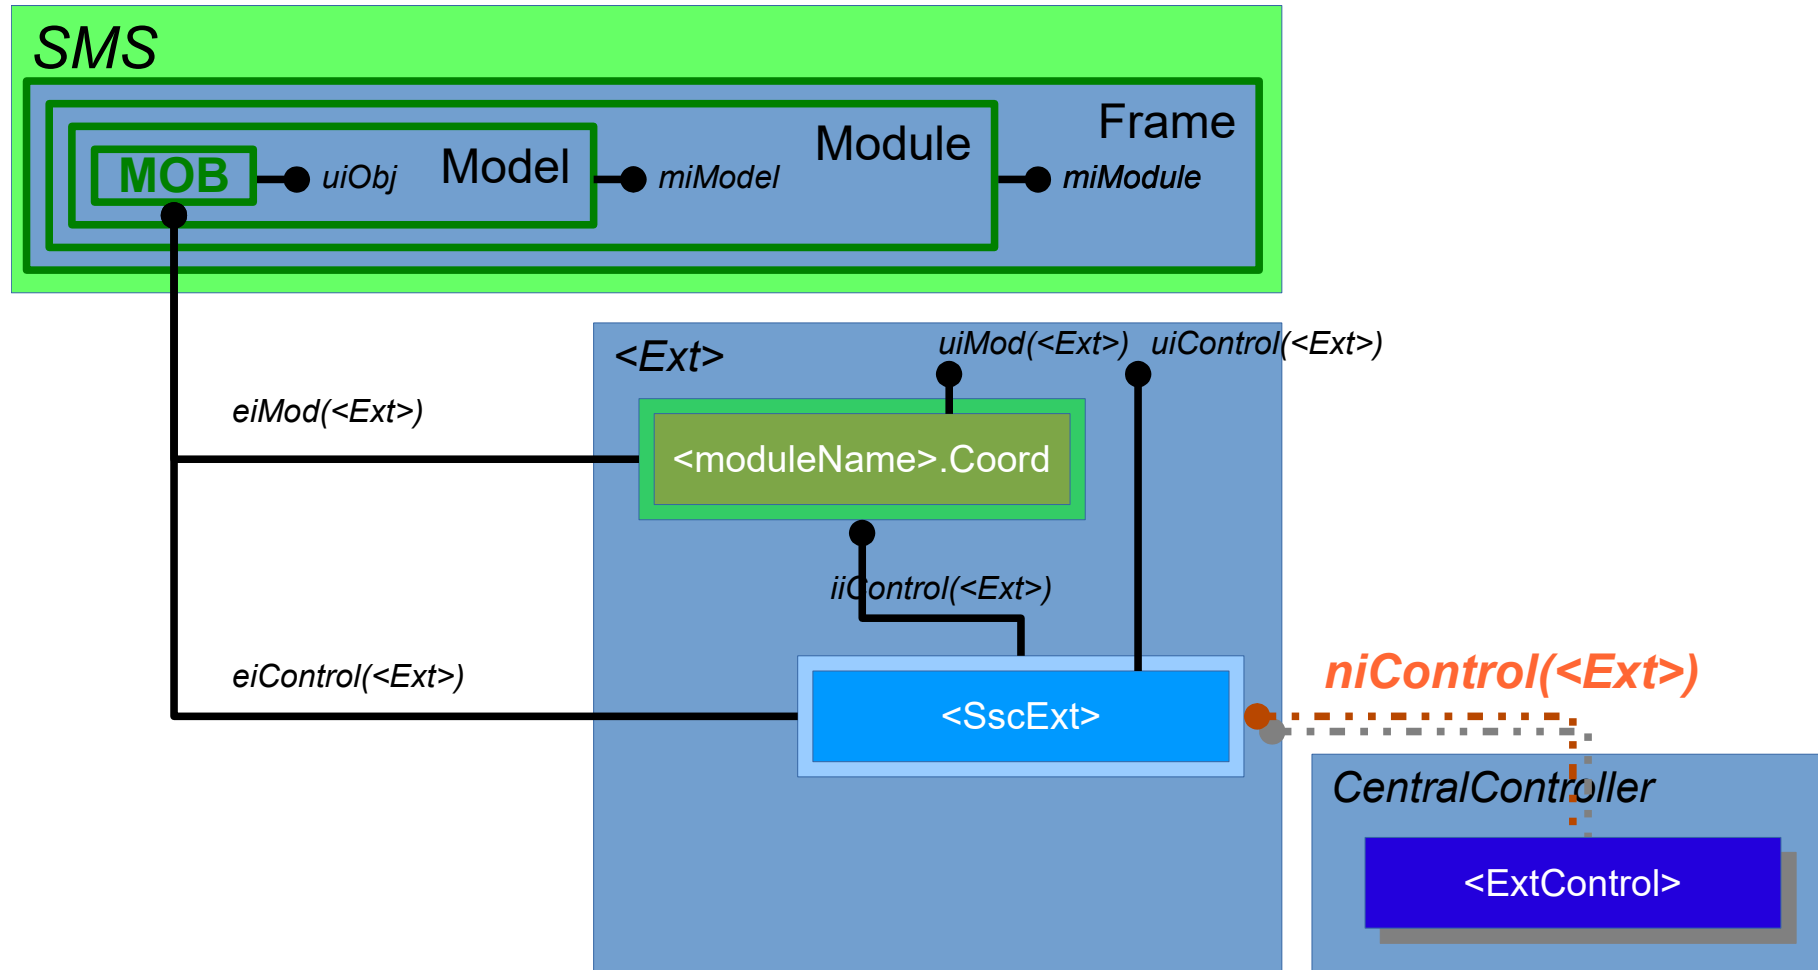 SMS
Frame
Module
Model
MOB
uiObj
miModel
miModule
<Ext>
uiMod(<Ext>)
uiControl(<Ext>)
eiMod(<Ext>)
<moduleName>.Coord
iiControl(<Ext>)
eiControl(<Ext>)
niControl(<Ext>)
<SscExt>
CentralController
<ExtControl>